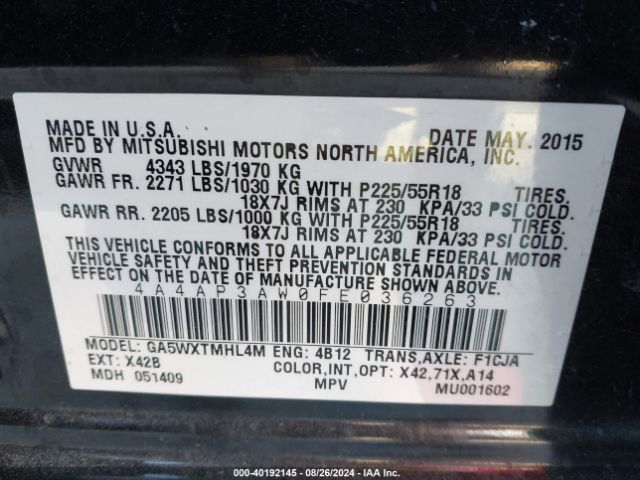 MADE IN U.S.A. DATE MAY. 2015
MFD BY MITSUBISHI MOTORS NORTH AMERICA, INC.
GVWR 4343 LBS/1970 KG
GAWR FR. 2271 LBS/1030 KG WITH P225/55R18 TIRES,
18X7J RIMS AT 230 KPA/33 PSI COLD.
GAWR RR. 2205 LBS/1000 KG WITH P225/55R18 TIRES,
18X7J RIMS AT 230 KPA/33 PSI COLD.
THIS VEHICLE CONFORMS TO ALL APPLICABLE FEDERAL MOTOR
VEHICLE SAFETY AND THEFT PREVENTION STANDARDS IN
EFFECT ON THE DATE OF MANUFACTURE SHOWN ABOVE.
4A4AP3AW0FE036263
MODEL: GA5WXTMHL4M ENG: 4B12 TRANS,AXLE: F1CJA
EXT: X42B COLOR,INT,OPT: X42,71X,A14
MDH 051409 MPV MU001602
000-40192145 - 08/26/2024 - IAA Inc.